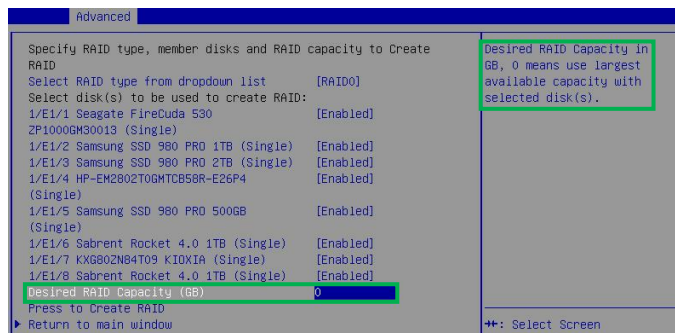 Advanced
Specify RAID type, member disks and RAID capacity to Create
RAID
Select RAID type from dropdown list [RAID0]
Select disk(s) to be used to create RAID:
1/E1/1 Seagate FireCuda 530 [Enabled]
ZP1000GM30013 (Single)
1/E1/2 Samsung SSD 980 PRO 1TB (Single) [Enabled]
1/E1/3 Samsung SSD 980 PRO 2TB (Single) [Enabled]
1/E1/4 HP-EM2802TOGMTCB58R-E26P4 [Enabled]
(Single)
1/E1/5 Samsung SSD 980 PRO 500GB [Enabled]
(Single)
1/E1/6 Sabrent Rocket 4.0 1TB (Single) [Enabled]
1/E1/7 KXG80ZN84T09 KIOXIA (Single) [Enabled]
1/E1/8 Sabrent Rocket 4.0 1TB (Single) [Enabled]
Desired RAID Capacity (GB) 0
Press to Create RAID
Return to main window
Desired RAID Capacity in
GB, 0 means use largest
available capacity with
selected disk(s).
: Select Screen